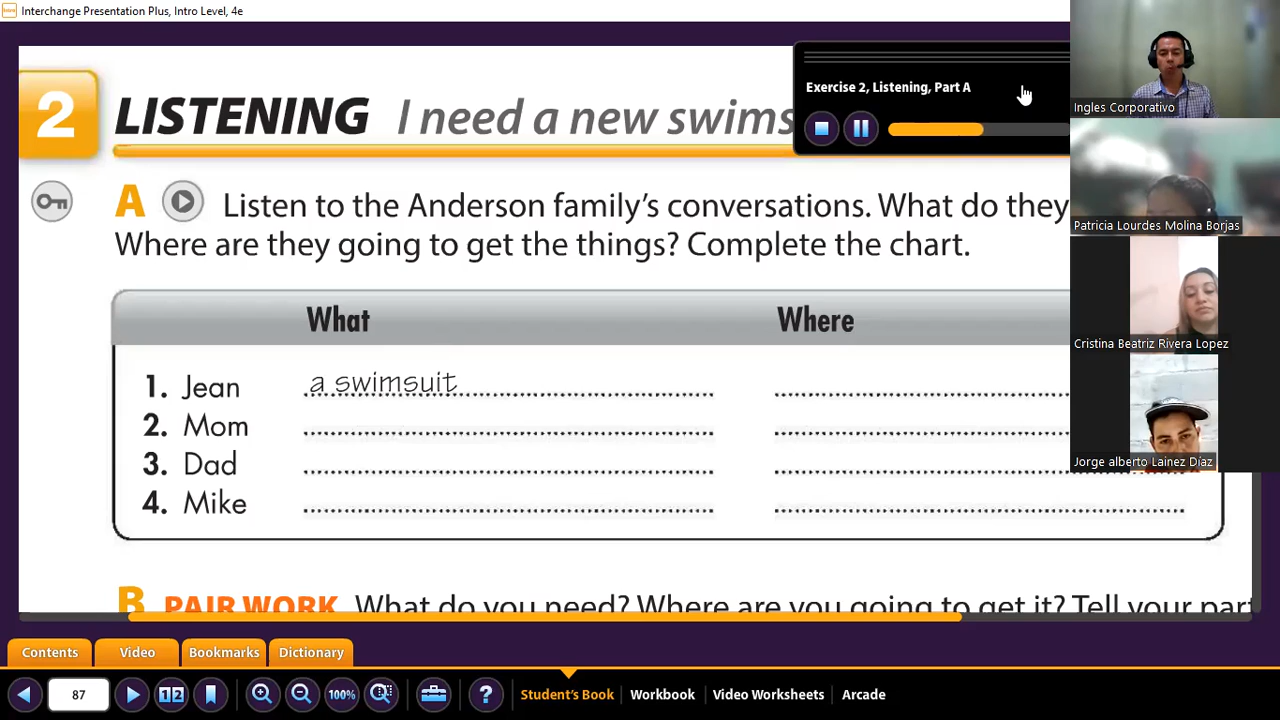 Interchange Presentation Plus, Intro Level, 4e
2 LISTENING I need a new swims
Exercise 2, Listening, Part A
A Listen to the Anderson family's conversations. What do they
Where are they going to get the things? Complete the chart.
What Where
1. Jean a swimsuit
2. Mom
3. Dad
4. Mike
B PAIR WORK What do you need? Where are you going to get it? Tell your part
Ingles Corporativo
Patricia Lourdes Molina Borjas
Cristina Beatriz Rivera Lopez
Jorge alberto Lainez Díaz
Contents Video Bookmarks Dictionary
87 1 2 100% ? Student's Book Workbook Video Worksheets Arcade